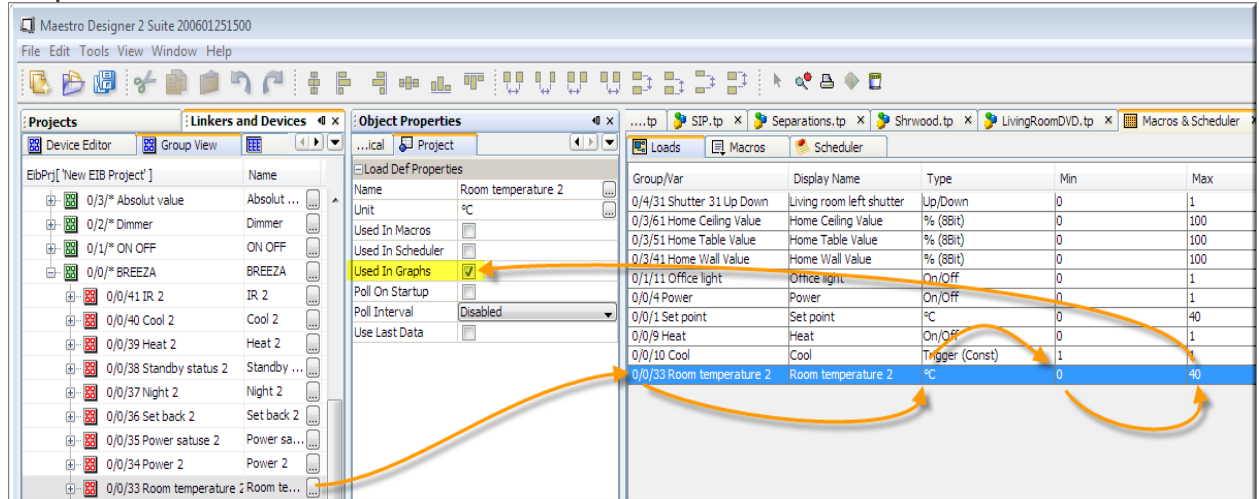 Maestro Designer 2 Suite 200601251500
File Edit Tools View Window Help
Projects Linkers and Devices
Device Editor Group View
EibPrj[ 'New EIB Project' ] Name
0/3/* Absolut value Absolut ...
0/2/* Dimmer Dimmer
0/1/* ON OFF ON OFF
0/0/* BREEZA BREEZA
0/0/41 IR 2 IR 2
0/0/40 Cool 2 Cool 2
0/0/39 Heat 2 Heat 2
0/0/38 Standby status 2 Standby ...
0/0/37 Night 2 Night 2
0/0/36 Set back 2 Set back 2
0/0/35 Power satuse 2 Power sa...
0/0/34 Power 2 Power 2
0/0/33 Room temperature 2 Room te...
Object Properties
...ical Project
Load Def Properties
Name Room temperature 2
Unit °C
Used In Macros
Used In Scheduler
Used In Graphs
Poll On Startup
Poll Interval Disabled
Use Last Data
....tp SIP.tp Separations.tp Shrwood.tp LivingRoomDVD.tp Macros & Scheduler
Loads Macros Scheduler
Group/Var Display Name Type Min Max
0/4/31 Shutter 31 Up Down Living room left shutter Up/Down 0 1
0/3/61 Home Ceiling Value Home Ceiling Value % (8Bit) 0 100
0/3/51 Home Table Value Home Table Value % (8Bit) 0 100
0/3/41 Home Wall Value Home Wall Value % (8Bit) 0 100
0/1/11 Office light Office light On/Off 0 1
0/0/4 Power Power On/Off 0 1
0/0/1 Set point Set point °C 0 40
0/0/9 Heat Heat On/Off 0 1
0/0/10 Cool Cool Trigger (Const) 1 1
0/0/33 Room temperature 2 Room temperature 2 °C 0 40